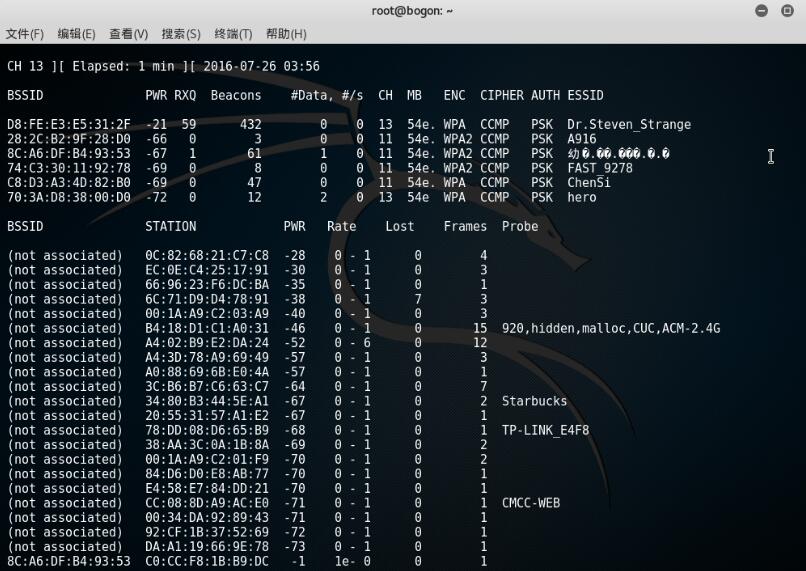 root@bogon: ~
文件(F) 编辑(E) 查看(V) 搜索(S) 终端(T) 帮助(H)
CH 13 ][ Elapsed: 1 min ][ 2016-07-26 03:56
BSSID PWR RXQ Beacons #Data, #/s CH MB ENC CIPHER AUTH ESSID
D8:FE:E3:E5:31:2F -21 59 432 0 0 13 54e. WPA CCMP PSK Dr.Steven_Strange
28:2C:B2:9F:28:D0 -66 0 3 0 0 11 54e. WPA2 CCMP PSK A916
8C:A6:DF:B4:93:53 -67 1 61 1 0 11 54e. WPA2 CCMP PSK 幼�.��.���.�.�
74:C3:30:11:92:78 -69 0 8 0 0 11 54e. WPA2 CCMP PSK FAST_9278
C8:D3:A3:4D:82:B0 -69 0 47 0 0 11 54e. WPA CCMP PSK ChenSi
70:3A:D8:38:00:D0 -72 0 12 2 0 13 54e WPA2 CCMP PSK hero
BSSID STATION PWR Rate Lost Frames Probe
(not associated) 0C:82:68:21:C7:C8 -28 0 - 1 0 4
(not associated) EC:0E:C4:25:17:91 -30 0 - 1 0 3
(not associated) 66:96:23:F6:DC:BA -35 0 - 1 0 1
(not associated) 6C:71:D9:D4:78:91 -38 0 - 1 7 3
(not associated) 00:1A:A9:C2:03:A9 -40 0 - 1 0 3
(not associated) B4:18:D1:C1:A0:31 -46 0 - 1 0 15 920,hidden,malloc,CUC,ACM-2.4G
(not associated) A4:02:B9:E2:DA:24 -52 0 - 6 0 12
(not associated) A4:3D:78:A9:69:49 -57 0 - 1 0 3
(not associated) A0:88:69:6B:E0:4A -57 0 - 1 0 1
(not associated) 3C:B6:B7:C6:63:C7 -64 0 - 1 0 7
(not associated) 34:80:B3:44:5E:A1 -67 0 - 1 0 2 Starbucks
(not associated) 20:55:31:57:A1:E2 -67 0 - 1 0 1
(not associated) 78:DD:08:D6:65:B9 -68 0 - 1 0 1 TP-LINK_E4F8
(not associated) 38:AA:3C:0A:1B:8A -69 0 - 1 0 2
(not associated) 00:1A:A9:C2:01:F9 -70 0 - 1 0 2
(not associated) 84:D6:D0:E8:AB:77 -70 0 - 1 0 1
(not associated) E4:58:E7:84:DD:21 -70 0 - 1 0 1
(not associated) CC:08:8D:A9:AC:E0 -71 0 - 1 0 1 CMCC-WEB
(not associated) 00:34:DA:92:89:43 -71 0 - 1 0 1
(not associated) 92:CF:1B:37:52:69 -72 0 - 1 0 1
(not associated) DA:A1:19:66:9E:78 -73 0 - 1 0 1
8C:A6:DF:B4:93:53 C0:CC:F8:1B:B9:DC -1 1e- 0 0 1